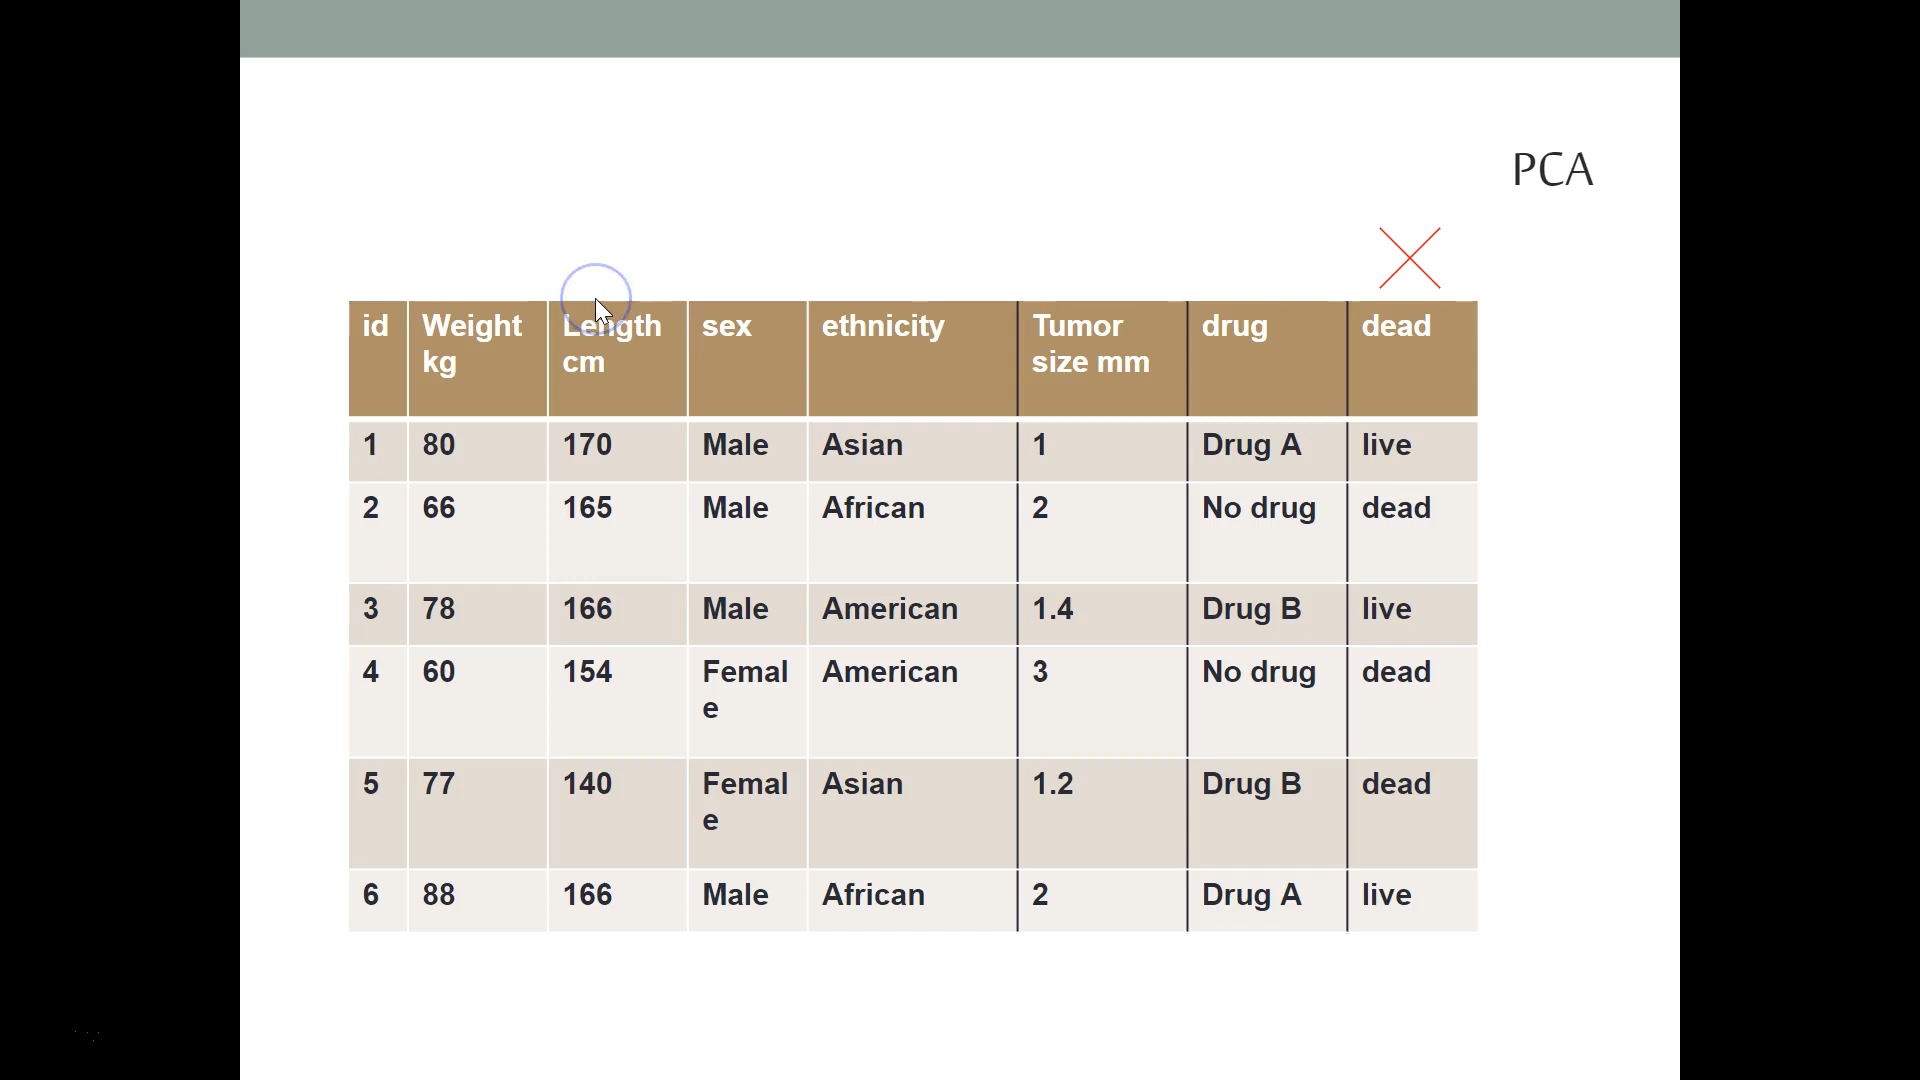 PCA
id Weight kg Length cm sex ethnicity Tumor size mm drug dead
1 80 170 Male Asian 1 Drug A live
2 66 165 Male African 2 No drug dead
3 78 166 Male American 1.4 Drug B live
4 60 154 Femal e American 3 No drug dead
5 77 140 Femal e Asian 1.2 Drug B dead
6 88 166 Male African 2 Drug A live